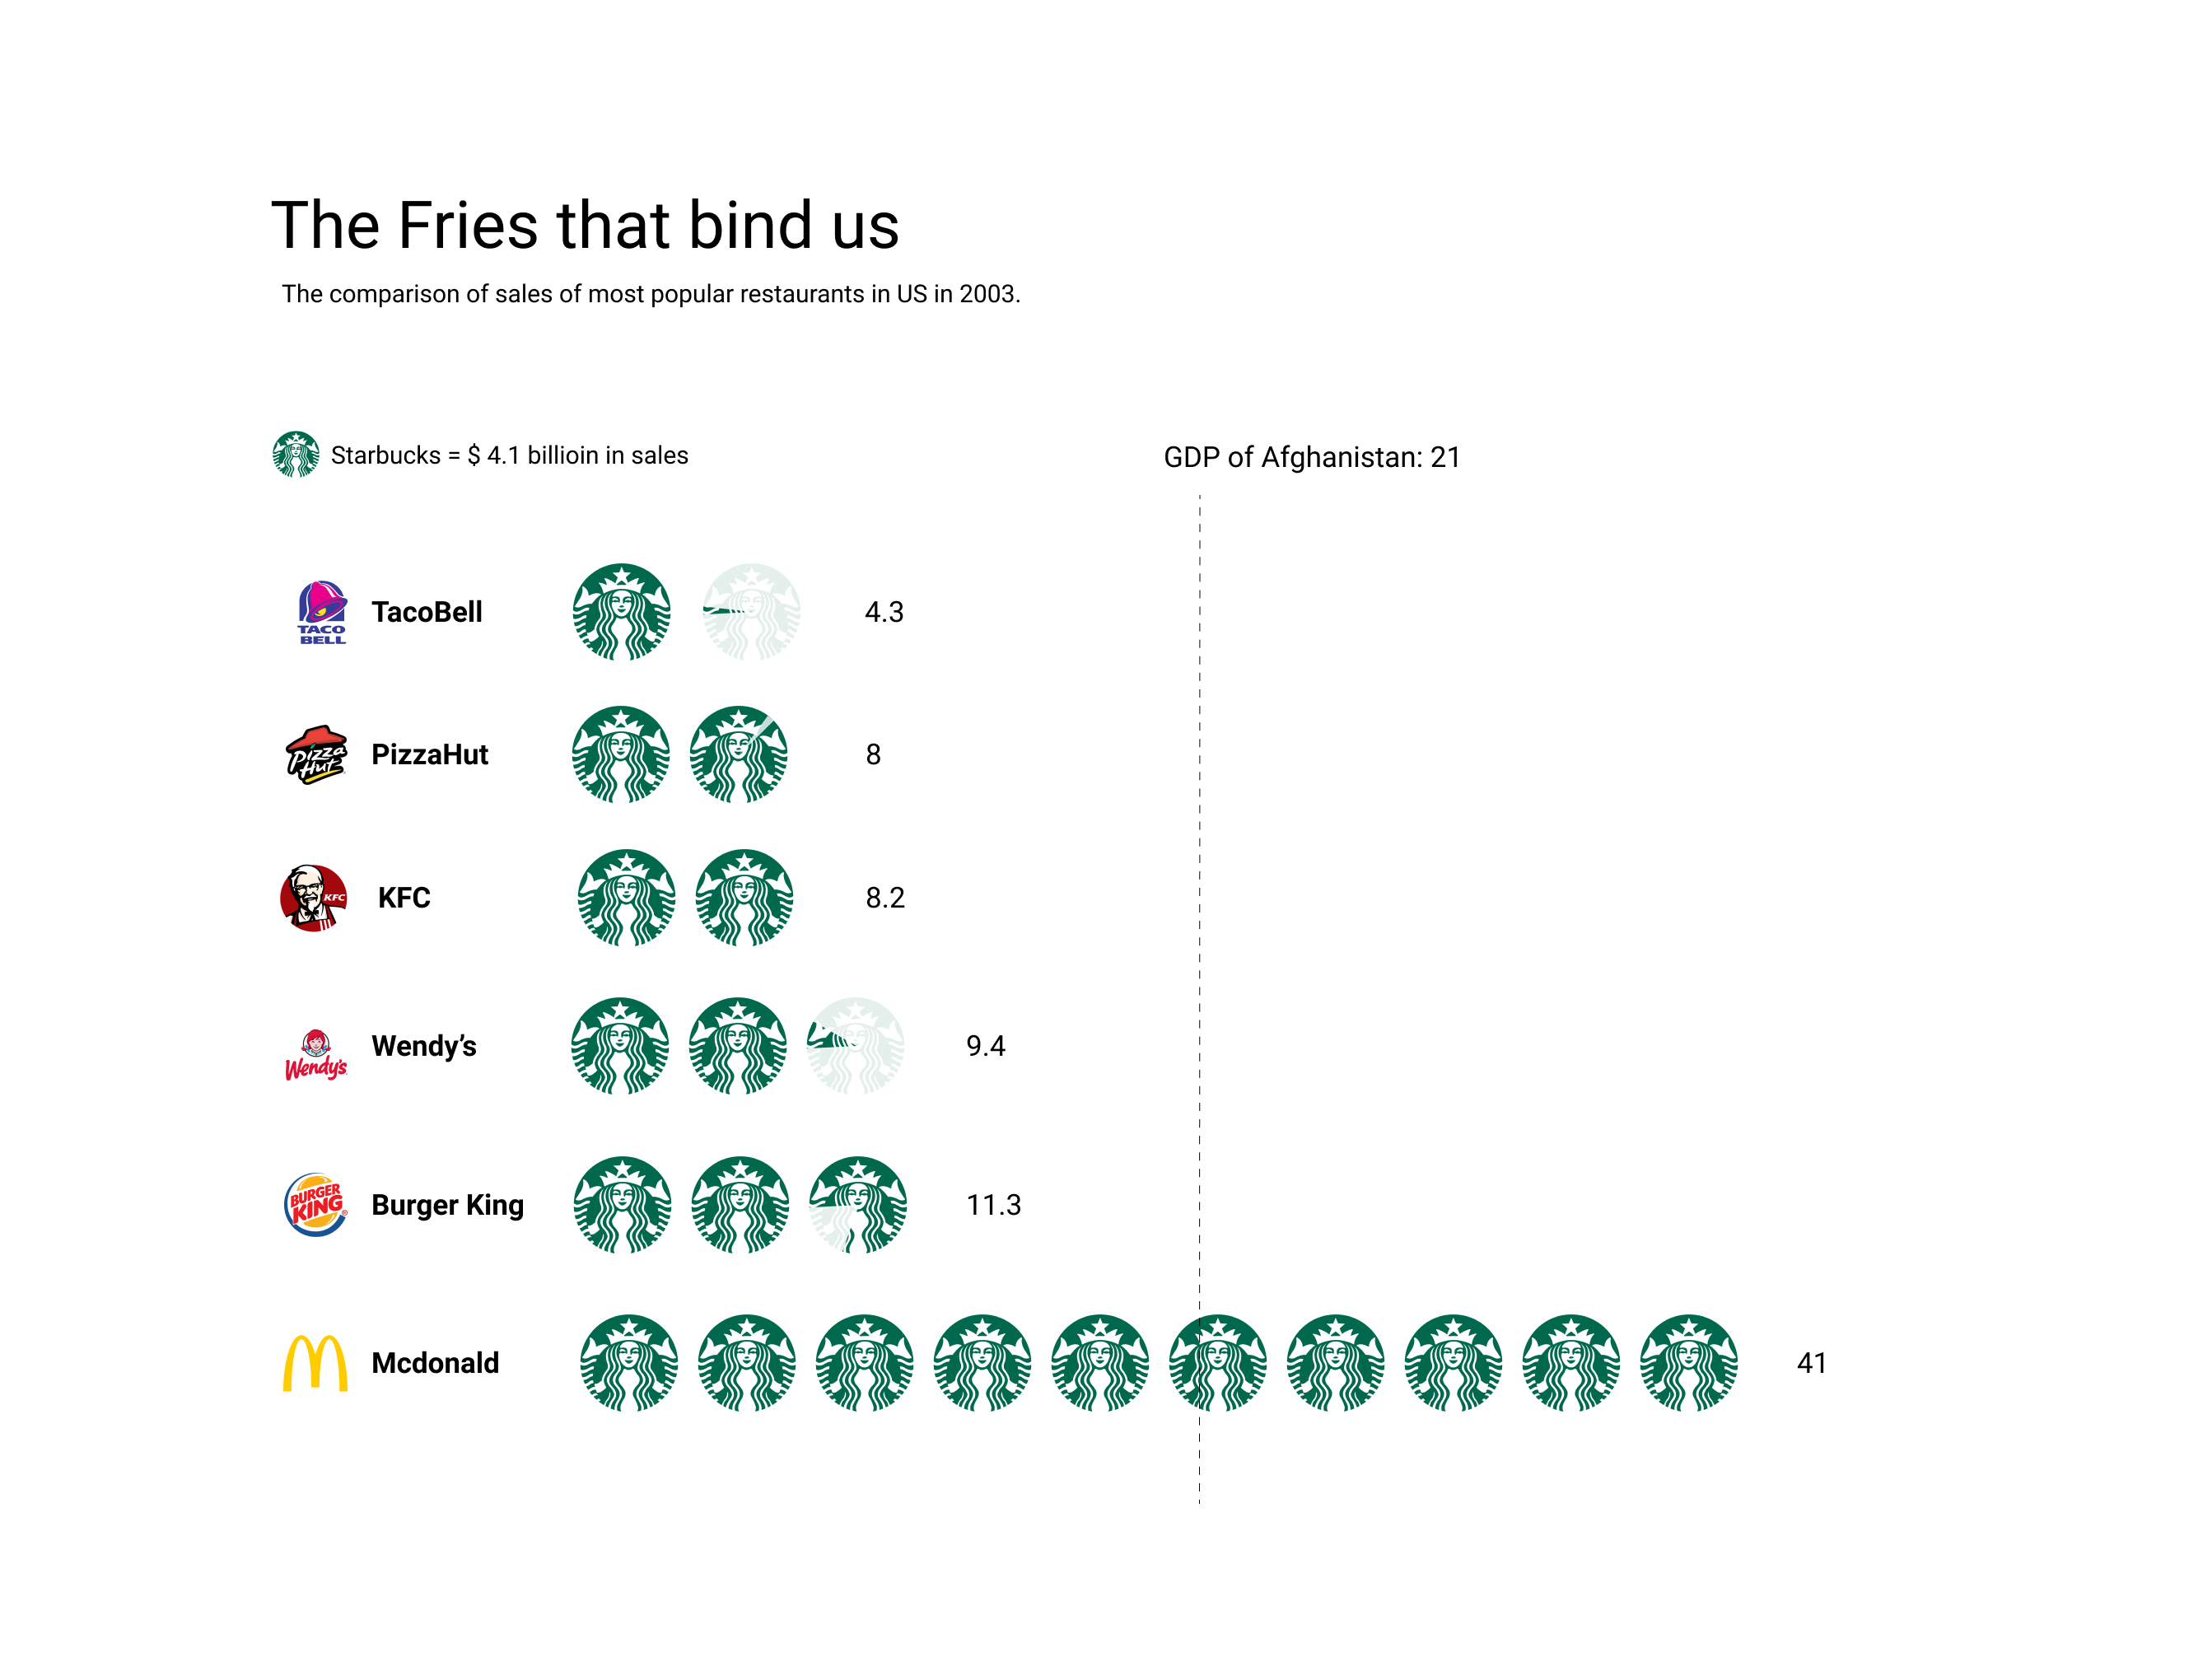 The Fries that bind us
The comparison of sales of most popular restaurants in US in 2003.
Starbucks = $ 4.1 billioin in sales
GDP of Afghanistan: 21
TACO
BELL
TacoBell
4.3
Pizza
Hut
PizzaHut
8
KFC
KFC
8.2
Wendy's
Wendy’s
9.4
BURGER
KING
Burger King
11.3
Mcdonald
41